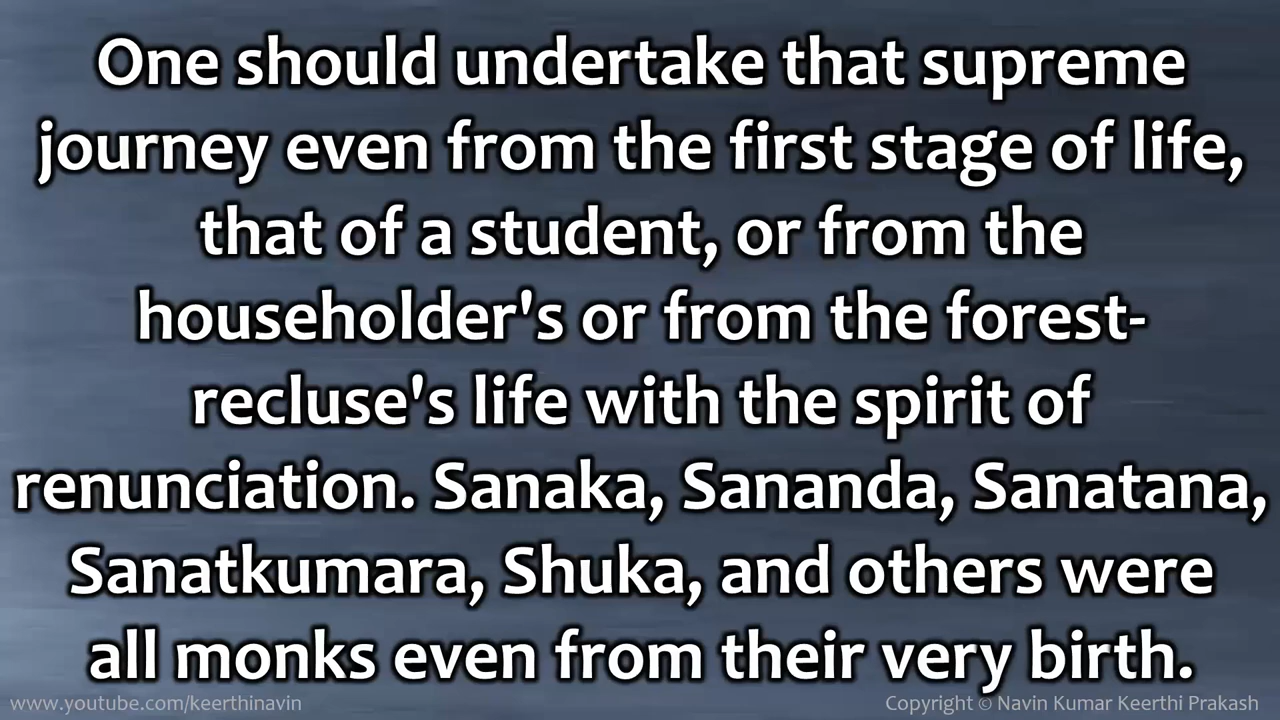 One should undertake that supreme
journey even from the first stage of life,
that of a student, or from the
householder's or from the forest-
recluse's life with the spirit of
renunciation. Sanaka, Sananda, Sanatana,
Sanatkumara, Shuka, and others were
all monks even from their very birth.
www.youtube.com/keerthinavin
Copyright © Navin Kumar Keerthi Prakash